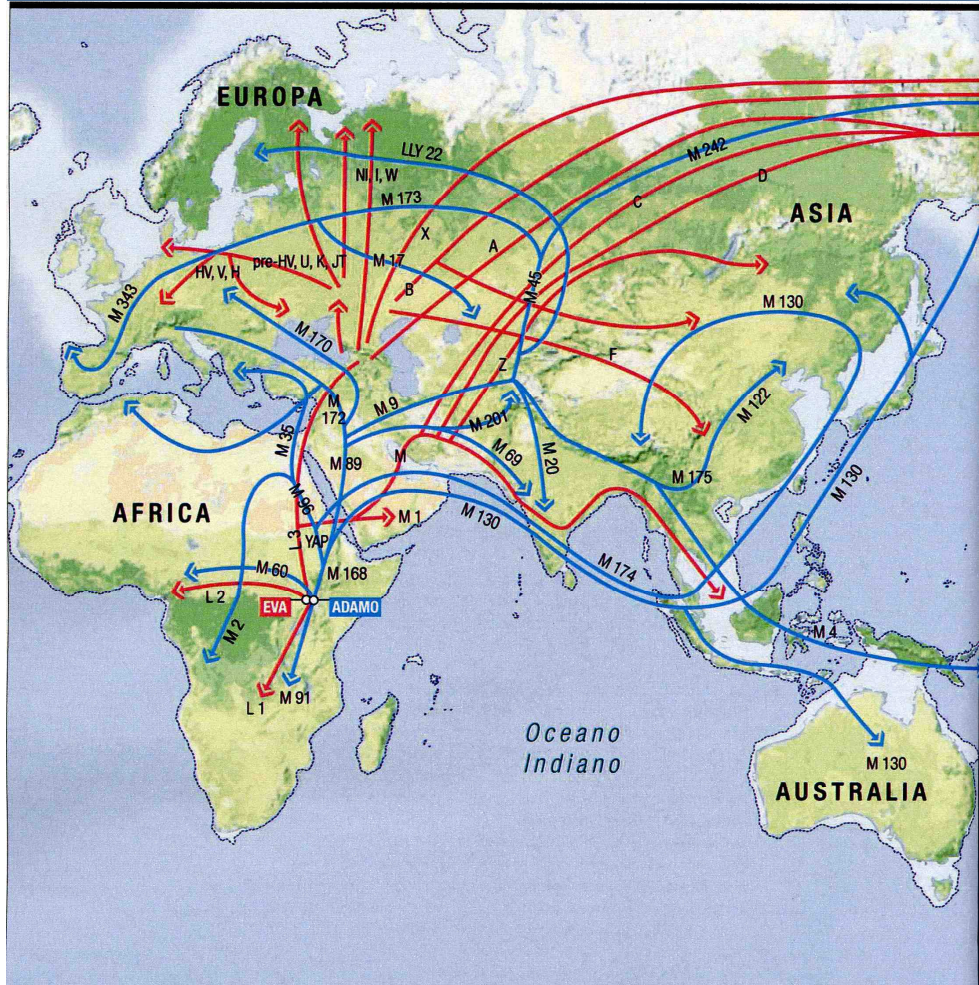 EUROPA
LLY 22
M 242
NI, I, W
D
M 173
C
ASIA
X
A
pre-HV, U, K, JT
M 17
HV, V, H
B
M 45
M 343
M 130
M 170
F
Z
M 9
M 172
M 122
M 201
M 35
M 89
M
M 69
M 20
M 175
M 130
M 96
AFRICA
M 1
M 130
L 3
YAP
M 60
M 168
M 174
L 2
EVA
ADAMO
M 2
M 4
L 1
M 91
Oceano
Indiano
M 130
AUSTRALIA